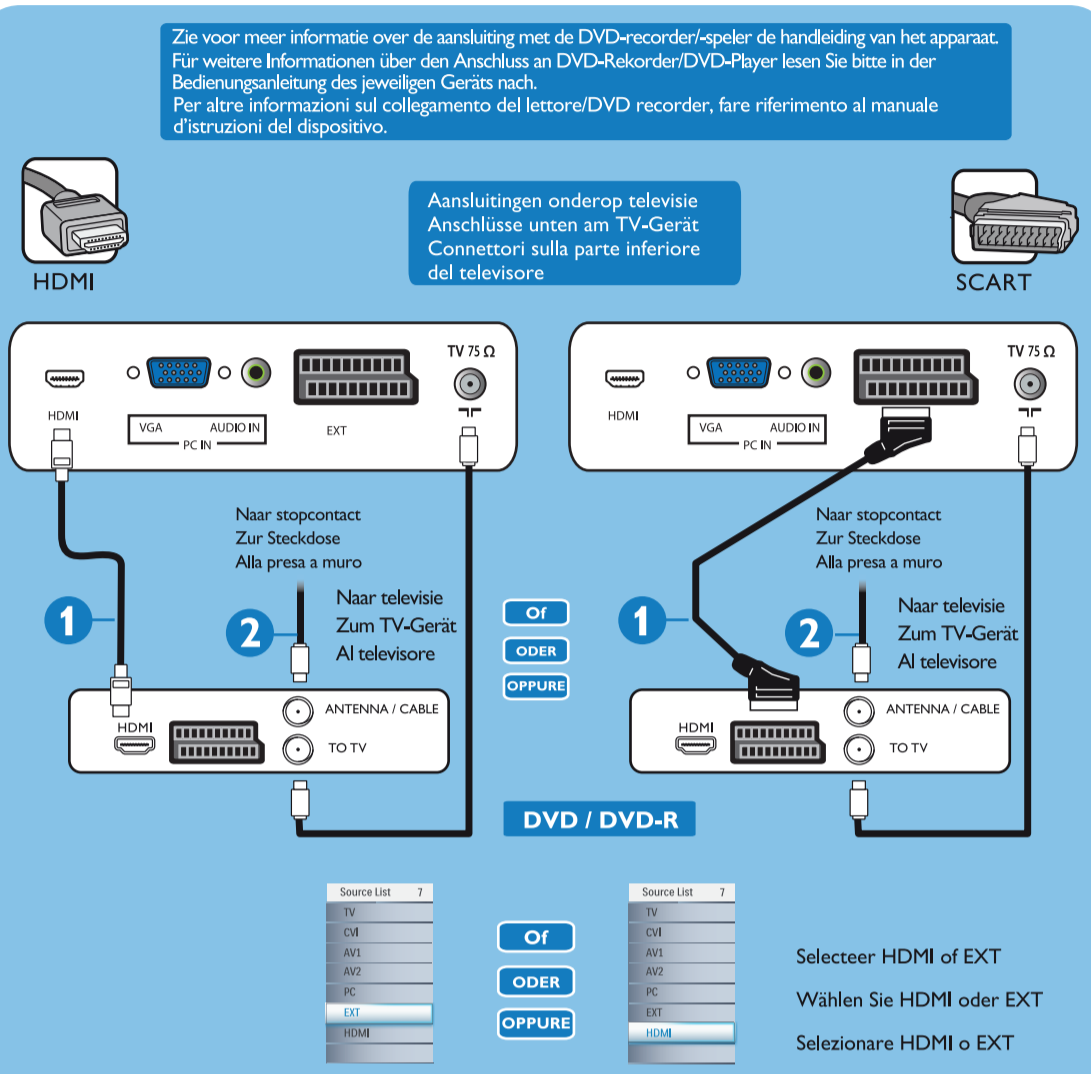 Zie voor meer informatie over de aansluiting met de DVD-recorder/-speler de handleiding van het apparaat.
Für weitere Informationen über den Anschluss an DVD-Rekorder/DVD-Player lesen Sie bitte in der
Bedienungsanleitung des jeweiligen Geräts nach.
Per altre informazioni sul collegamento del lettore/DVD recorder, fare riferimento al manuale
d'istruzioni del dispositivo.
HDMI
Aansluitingen onderop televisie
Anschlüsse unten am TV-Gerät
Connettori sulla parte inferiore
del televisore
SCART
TV 75 Ω
HDMI
VGA
AUDIO IN
PC IN
EXT
TV 75 Ω
HDMI
VGA
AUDIO IN
PC IN
Naar stopcontact
Zur Steckdose
Alla presa a muro
1
2
Naar televisie
Zum TV-Gerät
Al televisore
Of
ODER
OPPURE
Naar stopcontact
Zur Steckdose
Alla presa a muro
1
2
Naar televisie
Zum TV-Gerät
Al televisore
HDMI
ANTENNA / CABLE
TO TV
HDMI
ANTENNA / CABLE
TO TV
DVD / DVD-R
Source List 7
TV
CVI
AV1
AV2
PC
EXT
HDMI
Of
ODER
OPPURE
Source List 7
TV
CVI
AV1
AV2
PC
EXT
HDMI
Selecteer HDMI of EXT
Wählen Sie HDMI oder EXT
Selezionare HDMI o EXT